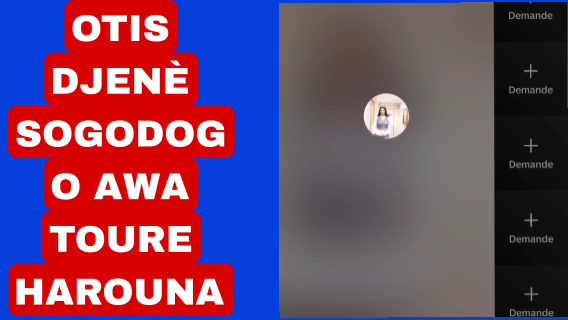 OTIS
DJENÈ
SOGODOG
O AWA
TOURE
HAROUNA
Demande
Demande
Demande
Demande
Demande